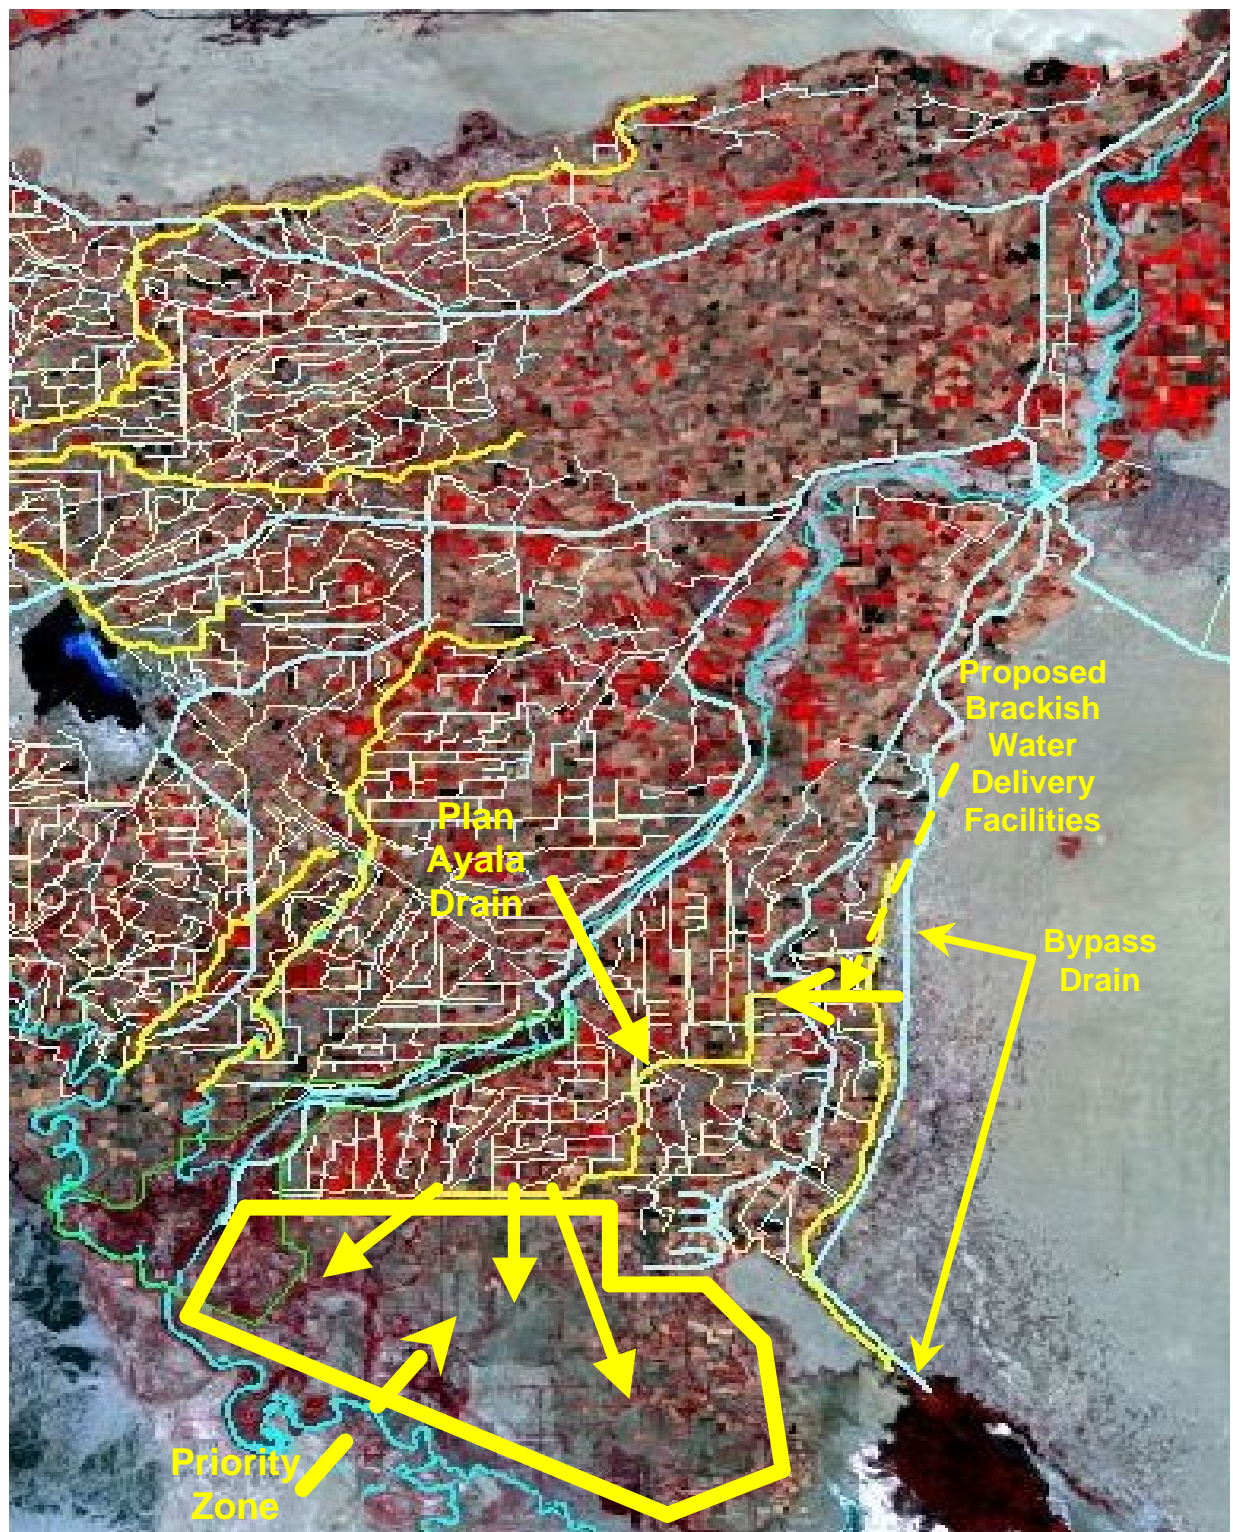 Proposed
Brackish
Water
Delivery
Facilities
Plan
Ayala
Drain
Bypass
Drain
Priority
Zone